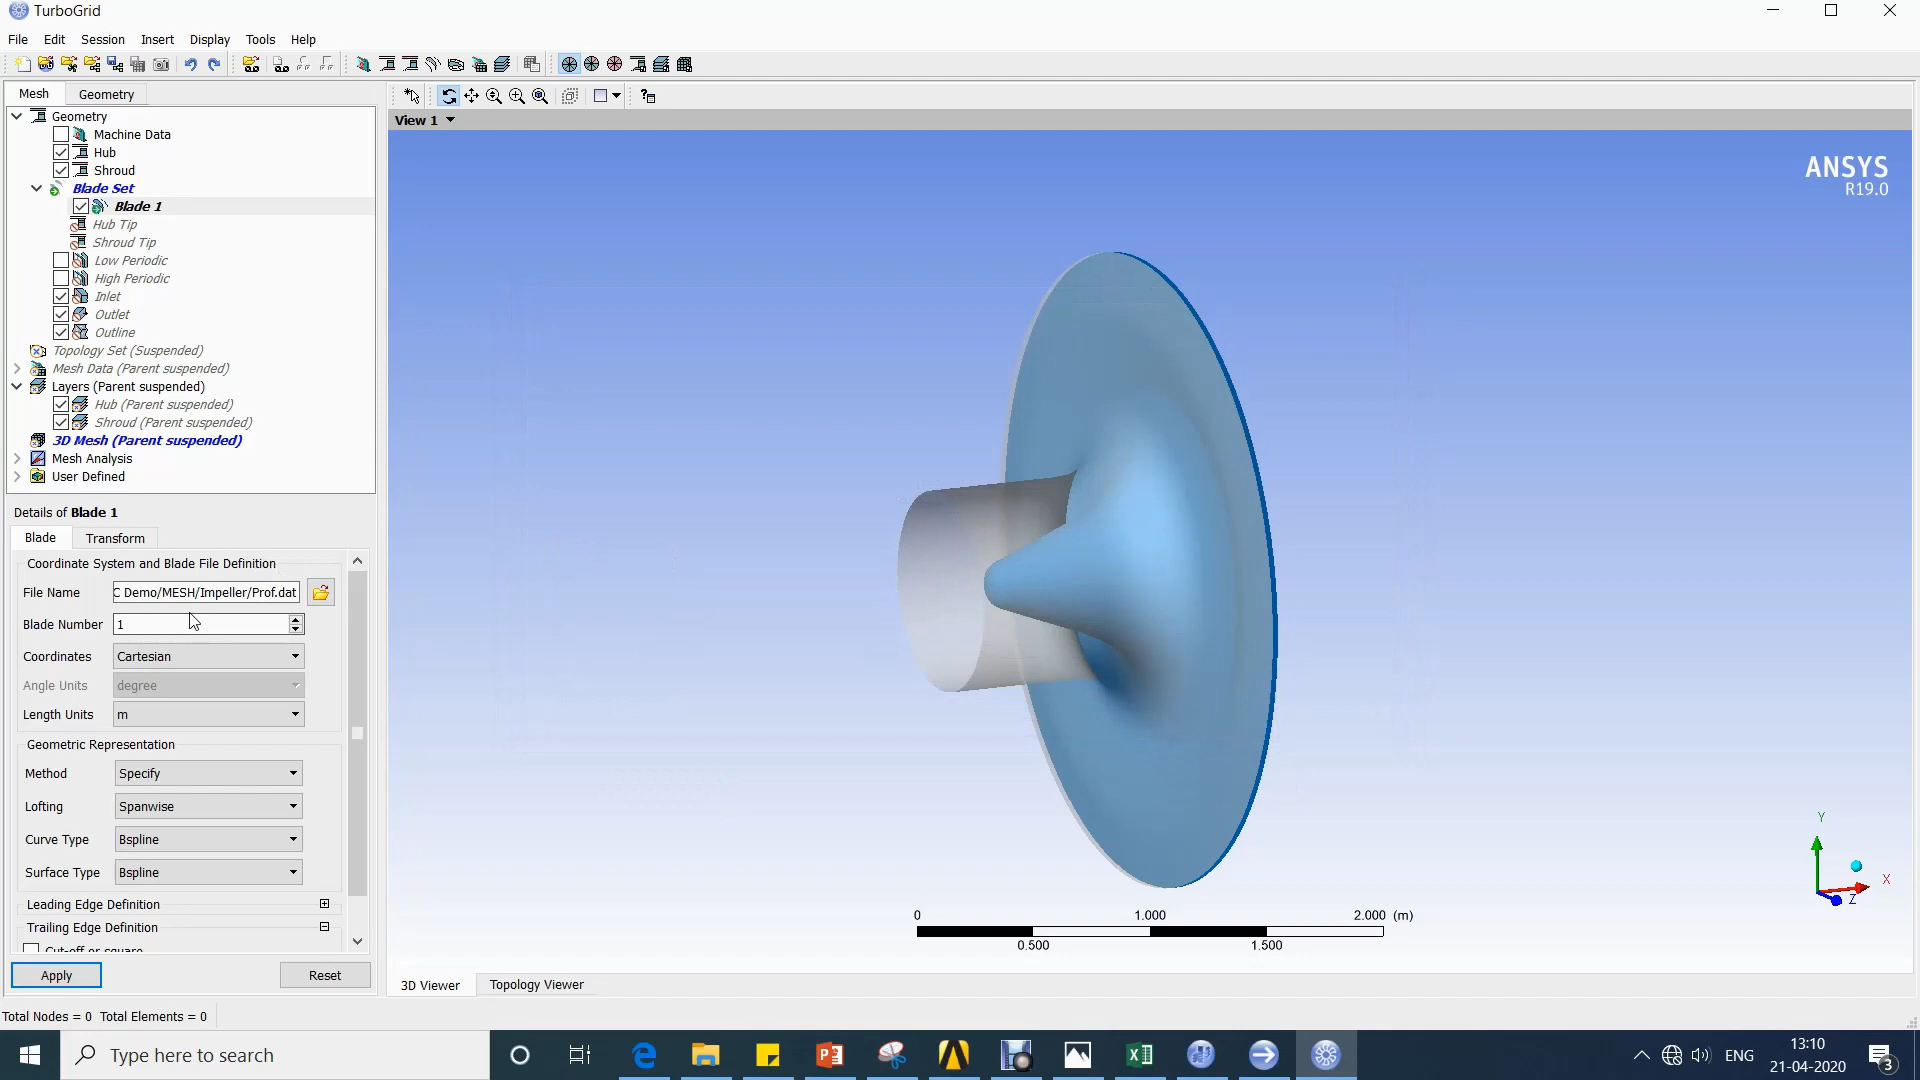 TurboGrid
File Edit Session Insert Display Tools Help
Mesh Geometry
View 1
Geometry
Machine Data
Hub
Shroud
Blade Set
Blade 1
Hub Tip
Shroud Tip
Low Periodic
High Periodic
Inlet
Outlet
Outline
Topology Set (Suspended)
Mesh Data (Parent suspended)
Layers (Parent suspended)
Hub (Parent suspended)
Shroud (Parent suspended)
3D Mesh (Parent suspended)
Mesh Analysis
User Defined
ANSYS
R19.0
Details of Blade 1
Blade Transform
Coordinate System and Blade File Definition
File Name C Demo/MESH/Impeller/Prof.dat
Blade Number 1
Coordinates Cartesian
Angle Units degree
Length Units m
Geometric Representation
Method Specify
Lofting Spanwise
Curve Type Bspline
Surface Type Bspline
Leading Edge Definition
Trailing Edge Definition
Cut-off or square
Apply Reset
Y
X
Z
0 1.000 2.000 (m)
0.500 1.500
3D Viewer Topology Viewer
Total Nodes = 0 Total Elements = 0
Type here to search
ENG
13:10
21-04-2020
3